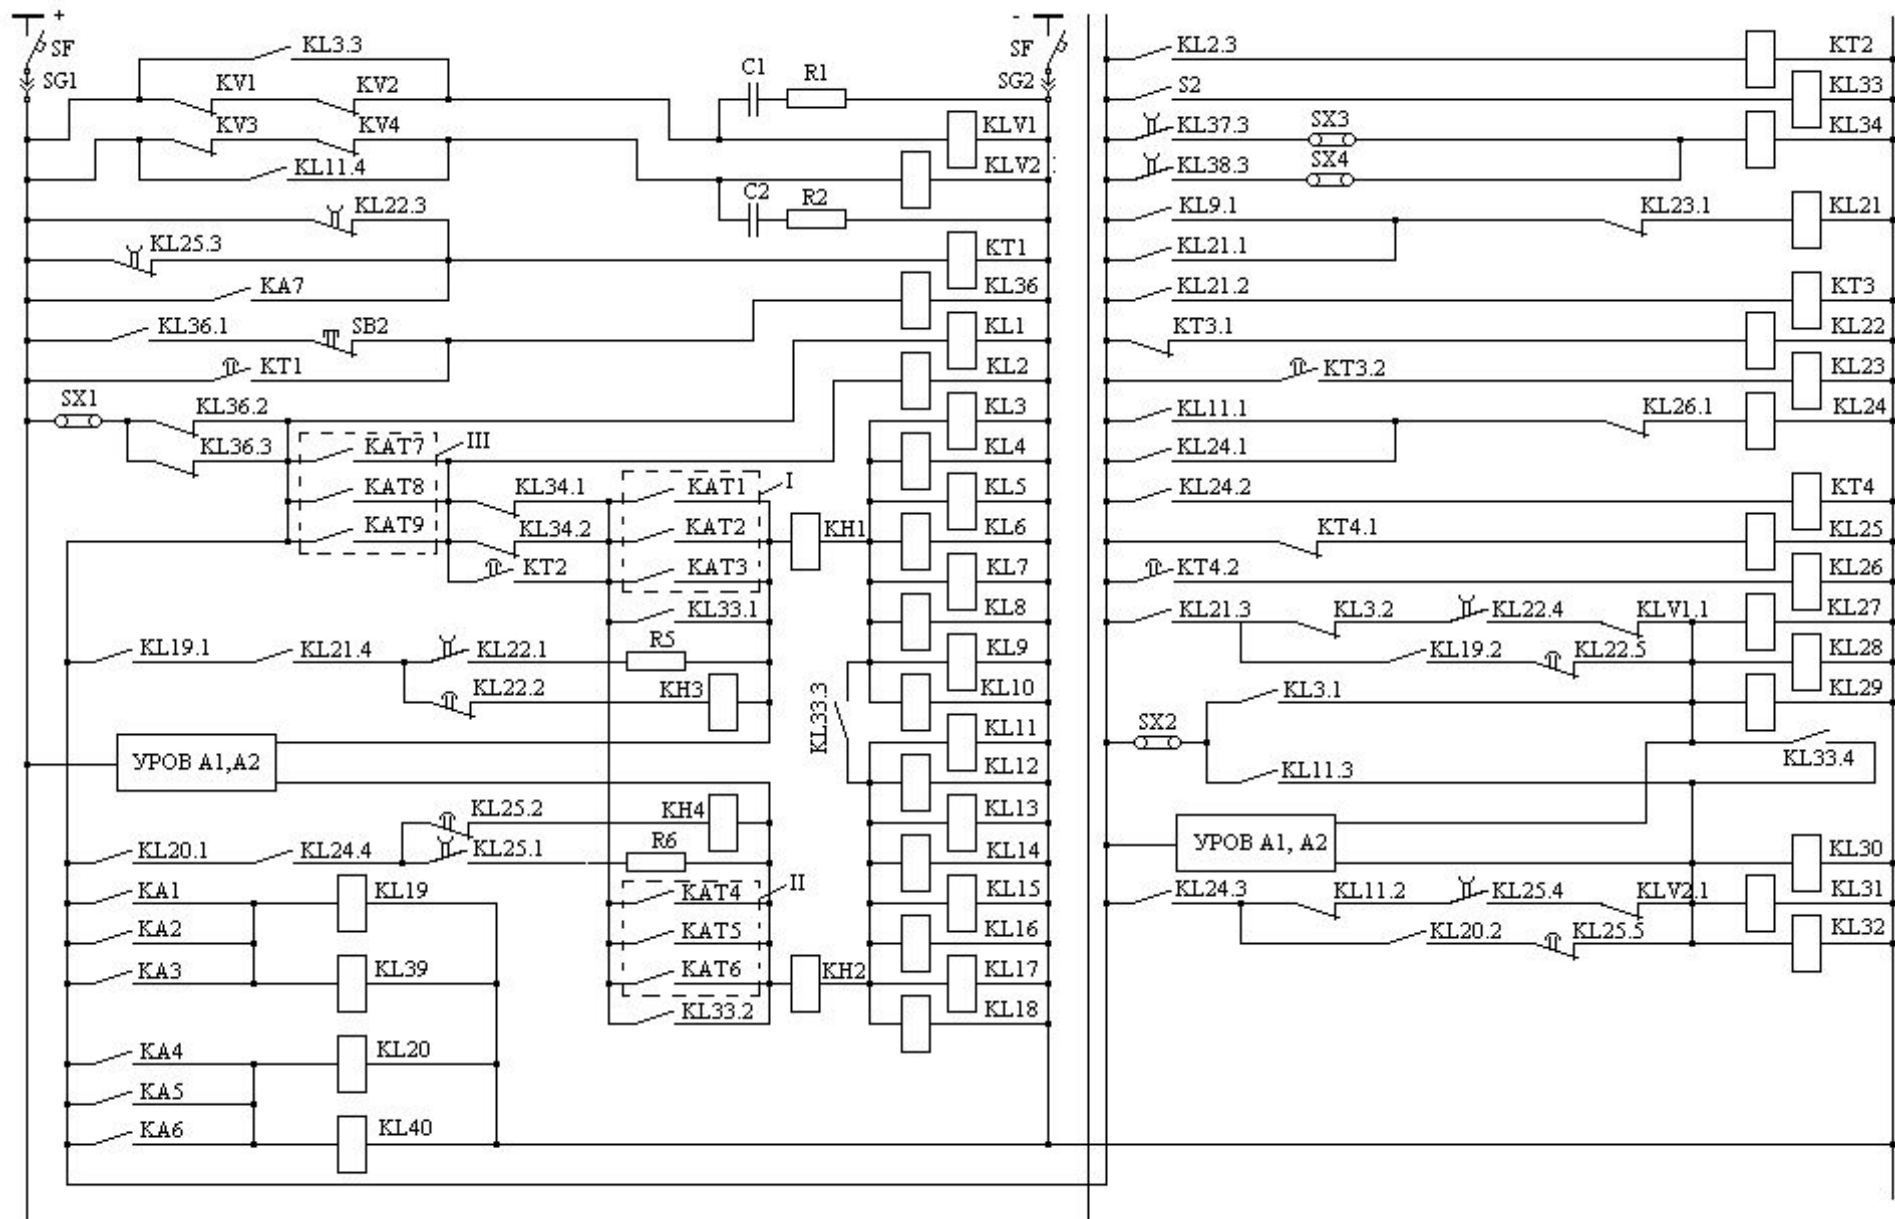 + - KL2.3 KT2
SF KL3.3 SF
SG1 KV1 KV2 C1 R1 SG2 S2 KL33
KV3 KV4 KLV1 KL37.3 SX3 KL34
KL11.4 KLV2 KL38.3 SX4
KL22.3 C2 R2 KL9.1 KL23.1 KL21
KL25.3 KT1 KL21.1
KA7 KL36 KL21.2 KT3
KL36.1 SB2 KL1 KT3.1 KL22
KT1 KL2 KT3.2 KL23
SX1 KL36.2 KL3 KL11.1 KL26.1 KL24
KL36.3 KAT7 III KL4 KL24.1
KAT8 KL34.1 KAT1 I KL5 KL24.2 KT4
KAT9 KL34.2 KAT2 KH1 KL6 KT4.1 KL25
KT2 KAT3 KL7 KT4.2 KL26
KL33.1 KL8 KL21.3 KL3.2 KL22.4 KLV1.1 KL27
KL19.1 KL21.4 KL22.1 R5 KL9 KL19.2 KL22.5 KL28
KL22.2 KH3 KL33.3 KL10 KL3.1 KL29
УРОВ А1,А2 KL11 SX2
KL12 KL11.3 KL33.4
KL25.2 KH4 KL13
KL20.1 KL24.4 KL25.1 R6 KL14 УРОВ А1, А2 KL30
KA1 KL19 KAT4 II KL15 KL24.3 KL11.2 KL25.4 KLV2.1 KL31
KA2 KAT5 KL16 KL20.2 KL25.5 KL32
KA3 KL39 KAT6 KH2 KL17
KL33.2 KL18
KA4 KL20
KA5
KA6 KL40